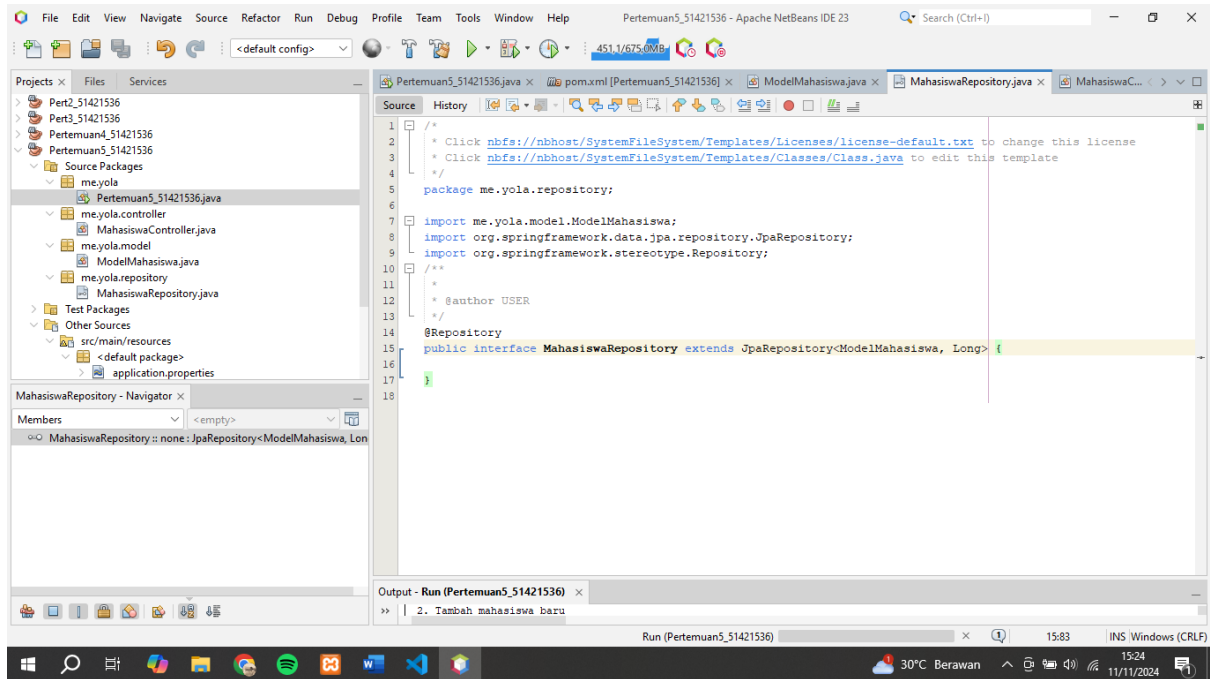 File Edit View Navigate Source Refactor Run Debug Profile Team Tools Window Help Pertemuan5_51421536 - Apache NetBeans IDE 23 Search (Ctrl+I)
<default config> 451,1/675,0MB
Projects Files Services
Pert2_51421536
Pert3_51421536
Pertemuan4_51421536
Pertemuan5_51421536
Source Packages
me.yola
Pertemuan5_51421536.java
me.yola.controller
MahasiswaController.java
me.yola.model
ModelMahasiswa.java
me.yola.repository
MahasiswaRepository.java
Test Packages
Other Sources
src/main/resources
<default package>
application.properties
MahasiswaRepository - Navigator
Members <empty>
MahasiswaRepository :: none : JpaRepository<ModelMahasiswa, Lon
Pertemuan5_51421536.java pom.xml [Pertemuan5_51421536] ModelMahasiswa.java MahasiswaRepository.java MahasiswaC...
Source History
1 /*
2 * Click nbfs://nbhost/SystemFileSystem/Templates/Licenses/license-default.txt to change this license
3 * Click nbfs://nbhost/SystemFileSystem/Templates/Classes/Class.java to edit this template
4 */
5 package me.yola.repository;
6
7 import me.yola.model.ModelMahasiswa;
8 import org.springframework.data.jpa.repository.JpaRepository;
9 import org.springframework.stereotype.Repository;
10 /**
11 *
12 * @author USER
13 */
14 @Repository
15 public interface MahasiswaRepository extends JpaRepository<ModelMahasiswa, Long> {
16
17 }
18
Output - Run (Pertemuan5_51421536)
>> 2. Tambah mahasiswa baru
Run (Pertemuan5_51421536) 1 15:83 INS Windows (CRLF)
30°C Berawan 15:24
11/11/2024